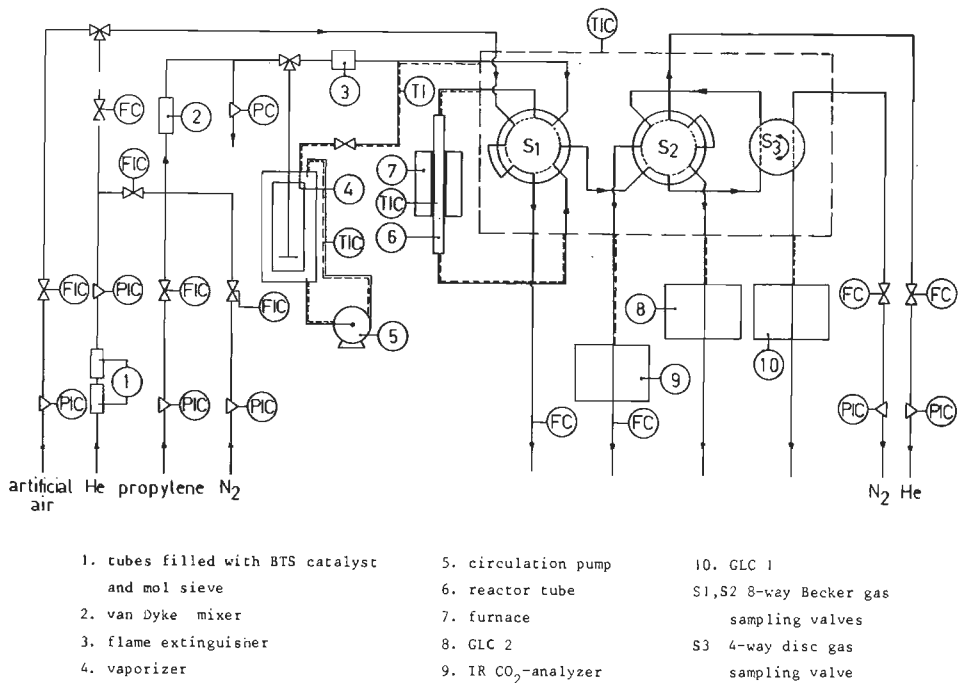 TIC
FC
2
PC
3
TI
FIC
4
7
TIC
6
TIC
S1
S2
S3
FIC
PIC
FIC
FIC
5
8
10
9
FC
FC
1
PIC
PIC
PIC
FC
FC
PIC
PIC
artificial air
He
propylene
N2
N2
He
1. tubes filled with BTS catalyst
and mol sieve
2. van Dyke mixer
3. flame extinguisher
4. vaporizer
5. circulation pump
6. reactor tube
7. furnace
8. GLC 2
9. IR CO2-analyzer
10. GLC 1
S1,S2 8-way Becker gas
sampling valves
S3 4-way disc gas
sampling valve